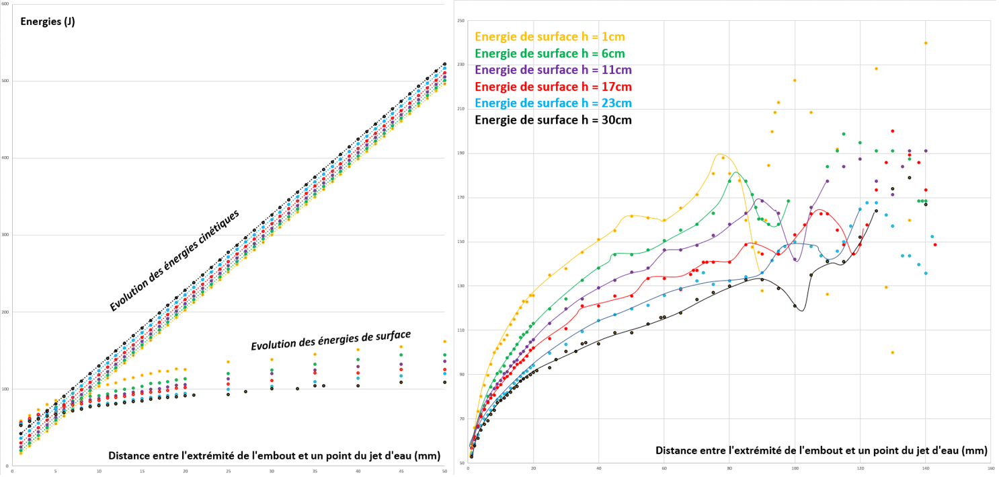 Energies (J)
600
500
400
300
200
100
0
Evolution des énergies cinétiques
Evolution des énergies de surface
Distance entre l'extrémité de l'embout et un point du jet d'eau (mm)
0 5 10 15 20 25 30 35 40 45 50
250
230
210
190
170
150
130
110
90
70
50
Energie de surface h = 1cm
Energie de surface h = 6cm
Energie de surface h = 11cm
Energie de surface h = 17cm
Energie de surface h = 23cm
Energie de surface h = 30cm
Distance entre l'extrémité de l'embout et un point du jet d'eau (mm)
0 20 40 60 80 100 120 140 160